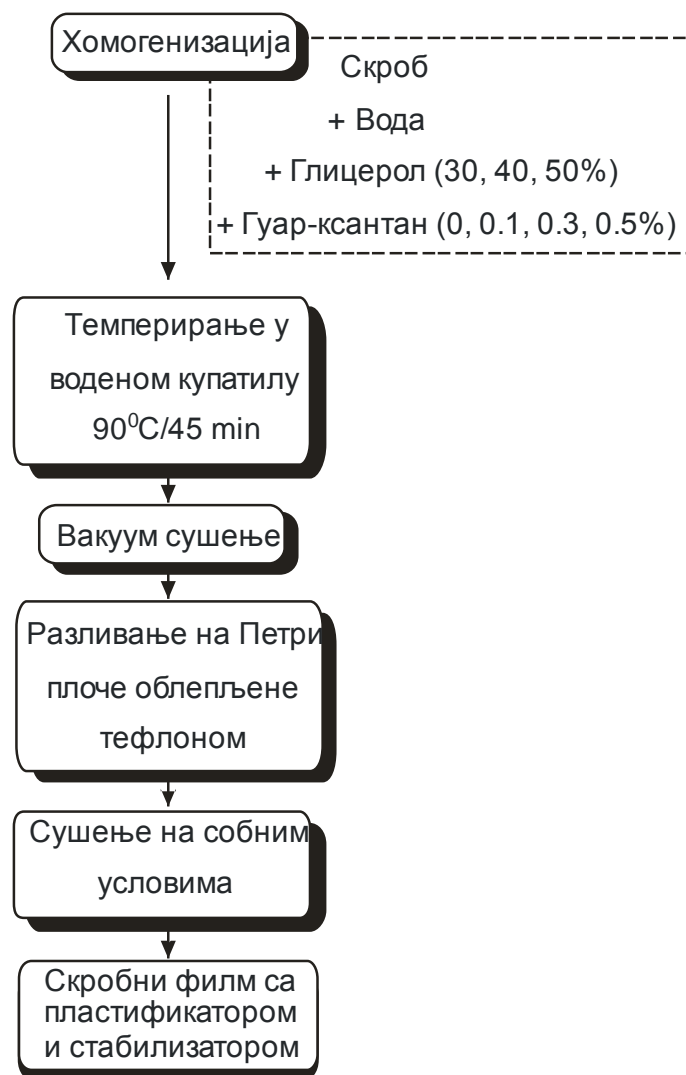 Хомогенизација
Скроб
+ Вода
+ Глицерол (30, 40, 50%)
+ Гуар-ксантан (0, 0.1, 0.3, 0.5%)
Темперирање у
воденом купатилу
90⁰C/45 min
Вакуум сушење
Разливање на Петри
плоче облепљене
тефлоном
Сушење на собним
условима
Скробни филм са
пластификатором
и стабилизатором